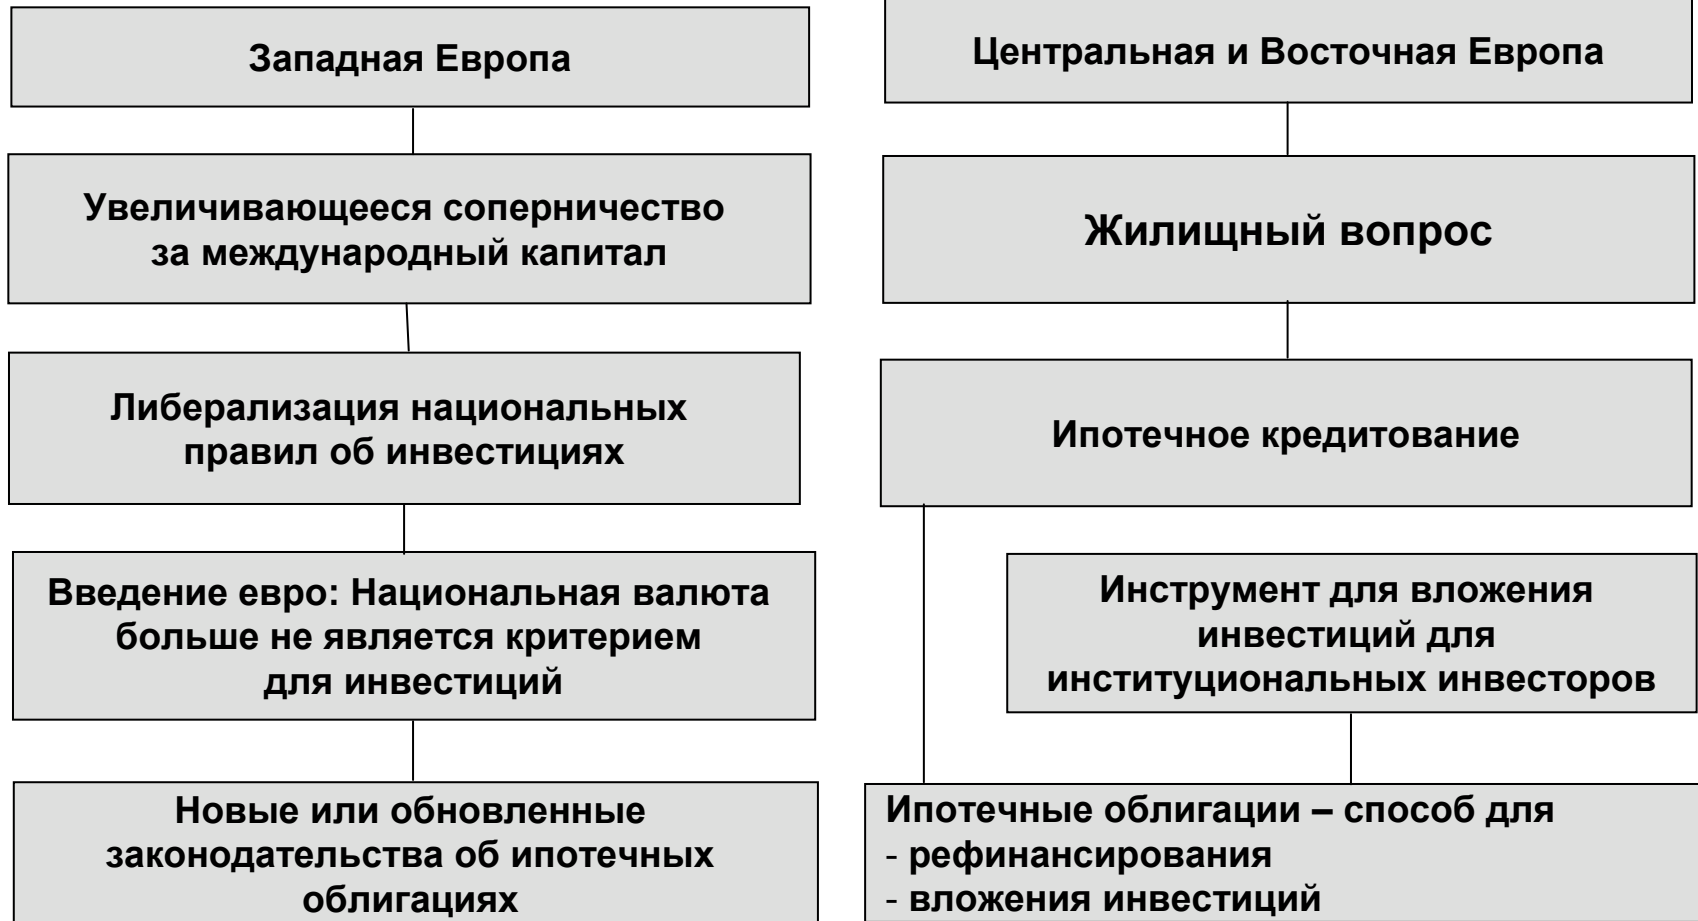 Западная Европа
Увеличивающееся соперничество
за международный капитал
Либерализация национальных
правил об инвестициях
Введение евро: Национальная валюта
больше не является критерием
для инвестиций
Новые или обновленные
законодательства об ипотечных
облигациях
Центральная и Восточная Европа
Жилищный вопрос
Ипотечное кредитование
Инструмент для вложения
инвестиций для
институциональных инвесторов
Ипотечные облигации – способ для
- рефинансирования
- вложения инвестиций